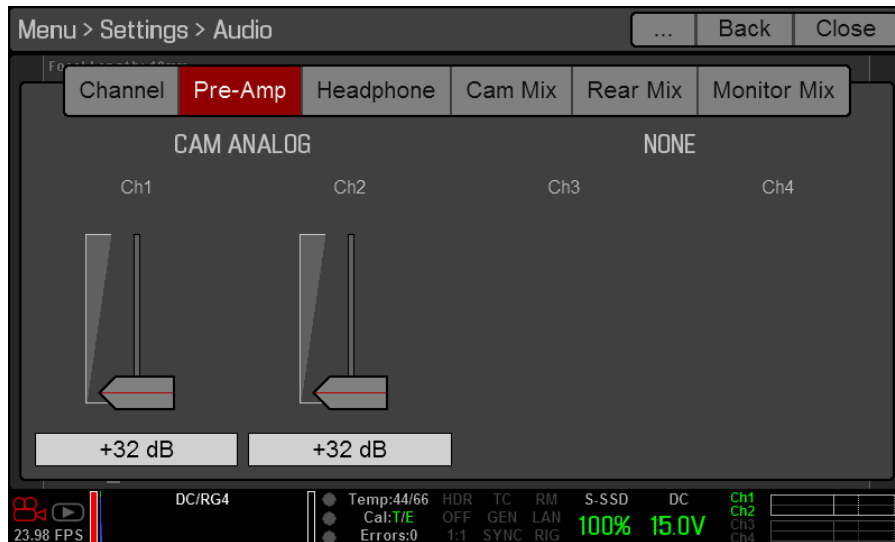 Menu > Settings > Audio ... Back Close
Channel Pre-Amp Headphone Cam Mix Rear Mix Monitor Mix
CAM ANALOG NONE
Ch1 Ch2 Ch3 Ch4
+32 dB +32 dB
DC/RG4 Temp:44/66 HDR TC RM S-SSD DC Ch1
Cal:T/E OFF GEN LAN 100% 15.0V Ch2
23.98 FPS Errors:0 1:1 SYNC RIG Ch3
Ch4